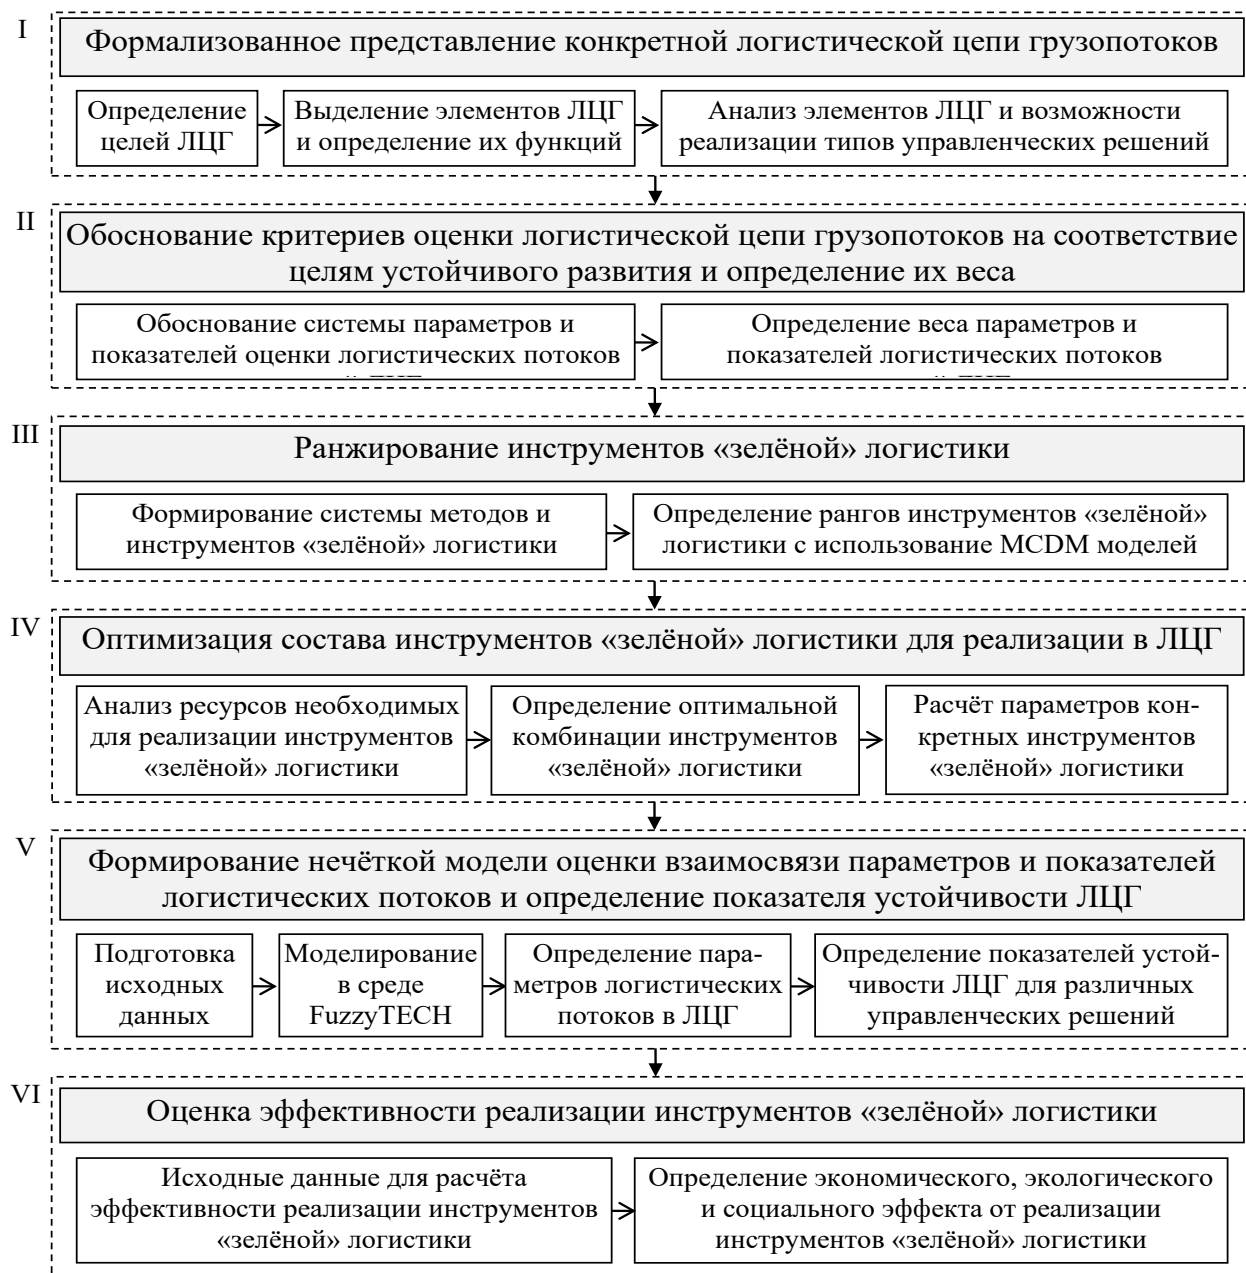 I
Формализованное представление конкретной логистической цепи грузопотоков
Определение
целей ЛЦГ
Выделение элементов ЛЦГ
и определение их функций
Анализ элементов ЛЦГ и возможности
реализации типов управленческих решений
II
Обоснование критериев оценки логистической цепи грузопотоков на соответствие
целям устойчивого развития и определение их веса
Обоснование системы параметров и
показателей оценки логистических потоков
Определение веса параметров и
показателей логистических потоков
III
Ранжирование инструментов «зелёной» логистики
Формирование системы методов и
инструментов «зелёной» логистики
Определение рангов инструментов «зелёной»
логистики с использование MCDM моделей
IV
Оптимизация состава инструментов «зелёной» логистики для реализации в ЛЦГ
Анализ ресурсов необходимых
для реализации инструментов
«зелёной» логистики
Определение оптимальной
комбинации инструментов
«зелёной» логистики
Расчёт параметров кон-
кретных инструментов
«зелёной» логистики
V
Формирование нечёткой модели оценки взаимосвязи параметров и показателей
логистических потоков и определение показателя устойчивости ЛЦГ
Подготовка
исходных
данных
Моделирование
в среде
FuzzyTECH
Определение пара-
метров логистических
потоков в ЛЦГ
Определение показателей устой-
чивости ЛЦГ для различных
управленческих решений
VI
Оценка эффективности реализации инструментов «зелёной» логистики
Исходные данные для расчёта
эффективности реализации инструментов
«зелёной» логистики
Определение экономического, экологического
и социального эффекта от реализации
инструментов «зелёной» логистики